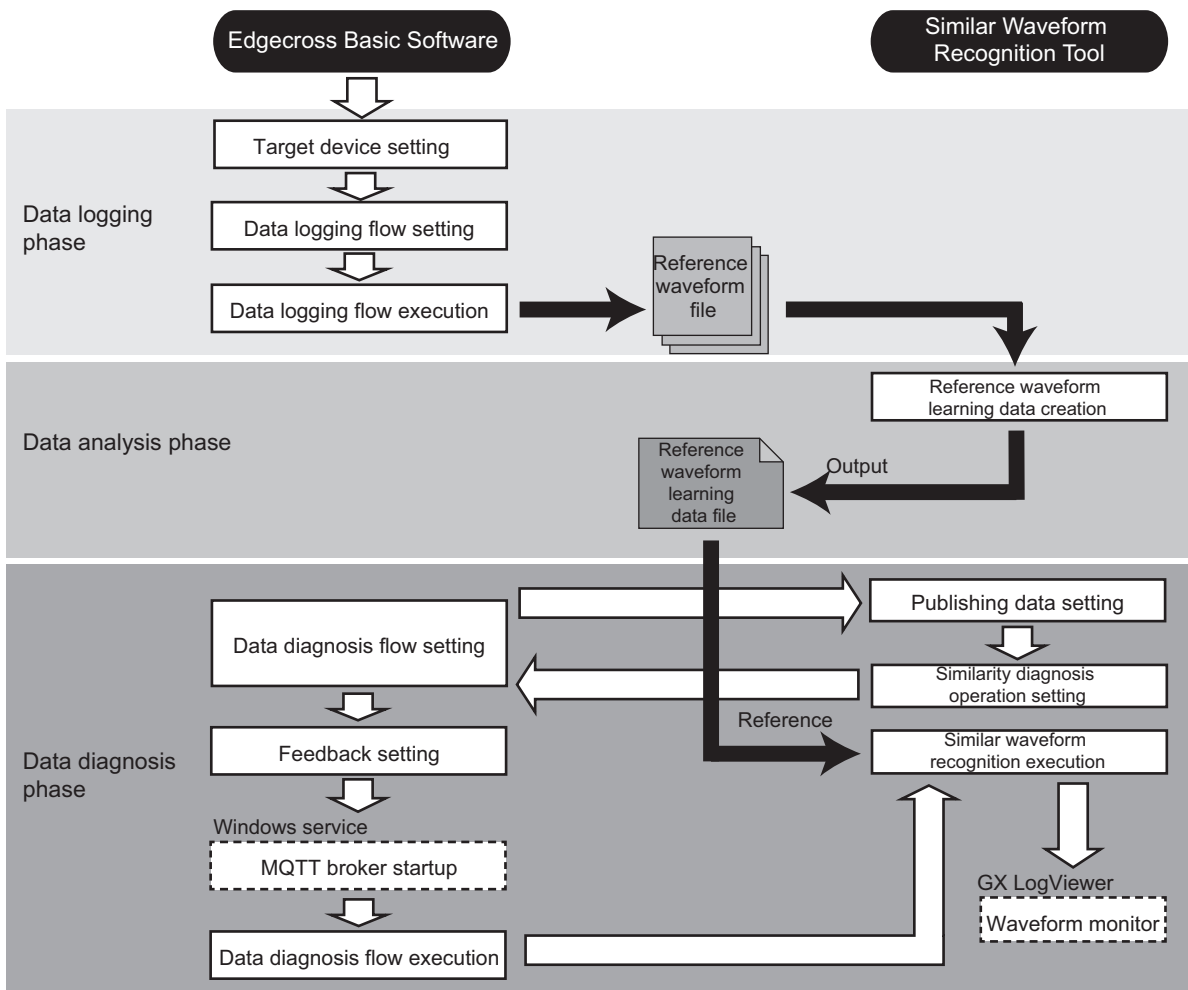 Edgecross Basic Software
Similar Waveform
Recognition Tool
Data logging
phase
Target device setting
Data logging flow setting
Data logging flow execution
Reference
waveform
file
Data analysis phase
Reference waveform
learning data creation
Output
Reference
waveform
learning
data file
Data diagnosis
phase
Data diagnosis flow setting
Publishing data setting
Similarity diagnosis
operation setting
Reference
Feedback setting
Similar waveform
recognition execution
Windows service
MQTT broker startup
GX LogViewer
Waveform monitor
Data diagnosis flow execution